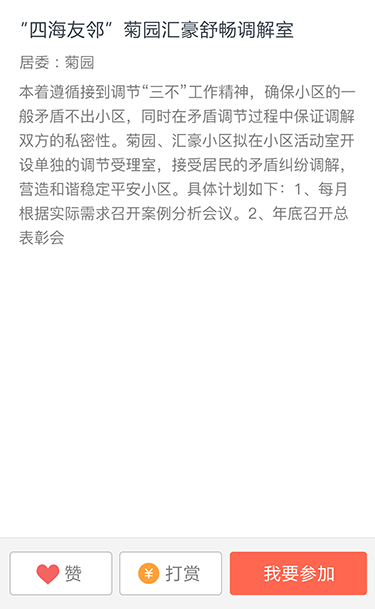 “四海友邻”菊园汇豪舒畅调解室
居委：菊园
本着遵循接到调节“三不”工作精神，确保小区的一
般矛盾不出小区，同时在矛盾调节过程中保证调解
双方的私密性。菊园、汇豪小区拟在小区活动室开
设单独的调节受理室，接受居民的矛盾纠纷调解，
营造和谐稳定平安小区。具体计划如下：1、每月
根据实际需求召开案例分析会议。2、年底召开总
表彰会
赞
¥ 打赏
我要参加